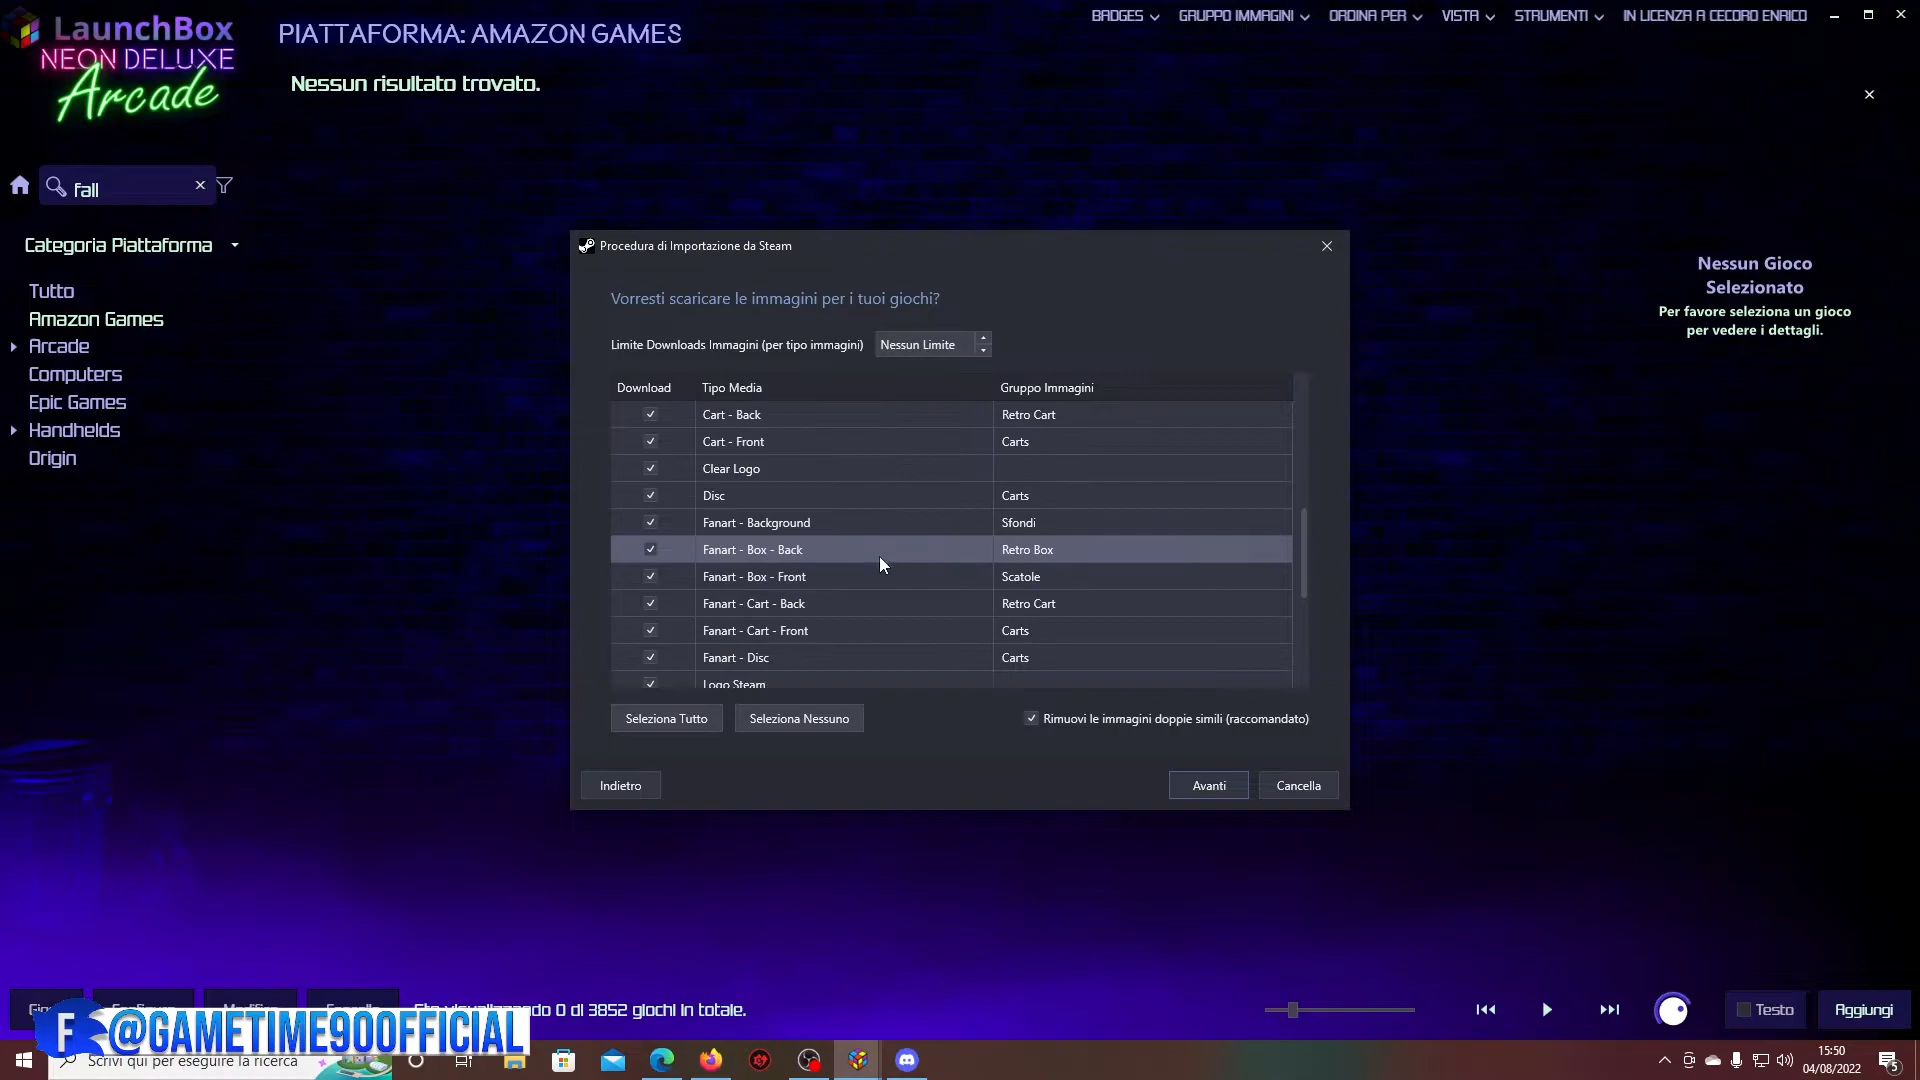 LaunchBox
NEON DELUXE
Arcade
PIATTAFORMA: AMAZON GAMES
BADGES
GRUPPO IMMAGINI
ORDINA PER
VISTA
STRUMENTI
IN LICENZA A CECORO ENRICO
Nessun risultato trovato.
fall
Categoria Piattaforma
Tutto
Amazon Games
Arcade
Computers
Epic Games
Handhelds
Origin
Procedura di Importazione da Steam
Vorresti scaricare le immagini per i tuoi giochi?
Limite Downloads Immagini (per tipo immagini) Nessun Limite
Download Tipo Media Gruppo Immagini
Cart - Back Retro Cart
Cart - Front Carts
Clear Logo
Disc Carts
Fanart - Background Sfondi
Fanart - Box - Back Retro Box
Fanart - Box - Front Scatole
Fanart - Cart - Back Retro Cart
Fanart - Cart - Front Carts
Fanart - Disc Carts
Logo Steam
Seleziona Tutto Seleziona Nessuno Rimuovi le immagini doppie simili (raccomandato)
Indietro Avanti Cancella
Nessun Gioco
Selezionato
Per favore seleziona un gioco
per vedere i dettagli.
0 di 3852 giochi in totale.
Testo
Aggiungi
F @GAMETIME90OFFICIAL
Scrivi qui per eseguire la ricerca
15:50
04/08/2022
5